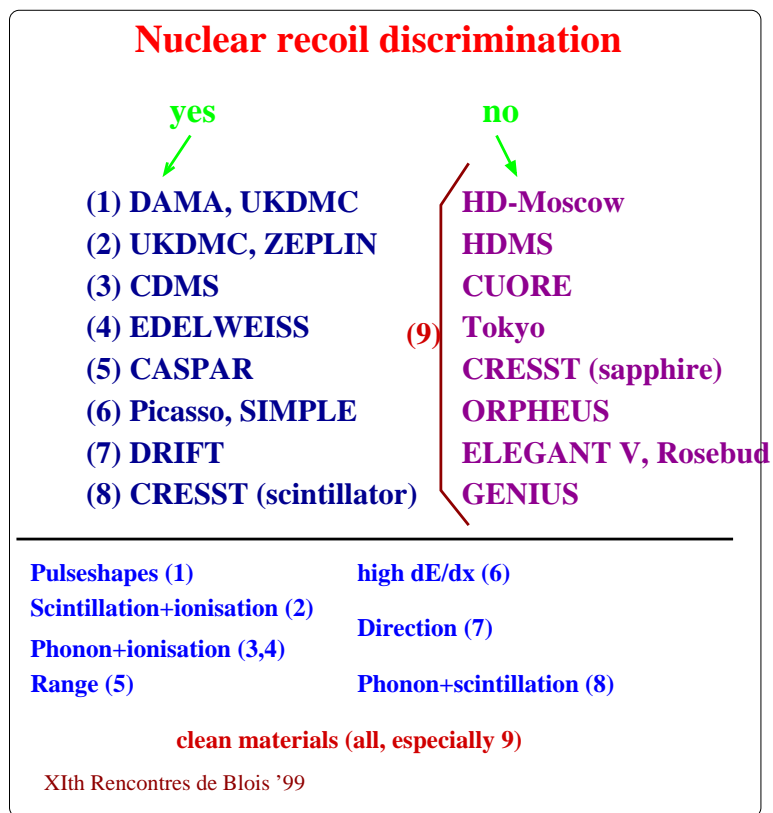 Nuclear recoil discrimination
yes
no
(1) DAMA, UKDMC
(2) UKDMC, ZEPLIN
(3) CDMS
(4) EDELWEISS
(5) CASPAR
(6) Picasso, SIMPLE
(7) DRIFT
(8) CRESST (scintillator)
(9)
HD-Moscow
HDMS
CUORE
Tokyo
CRESST (sapphire)
ORPHEUS
ELEGANT V, Rosebud
GENIUS
Pulseshapes (1)
Scintillation+ionisation (2)
Phonon+ionisation (3,4)
Range (5)
high dE/dx (6)
Direction (7)
Phonon+scintillation (8)
clean materials (all, especially 9)
XIth Rencontres de Blois ’99